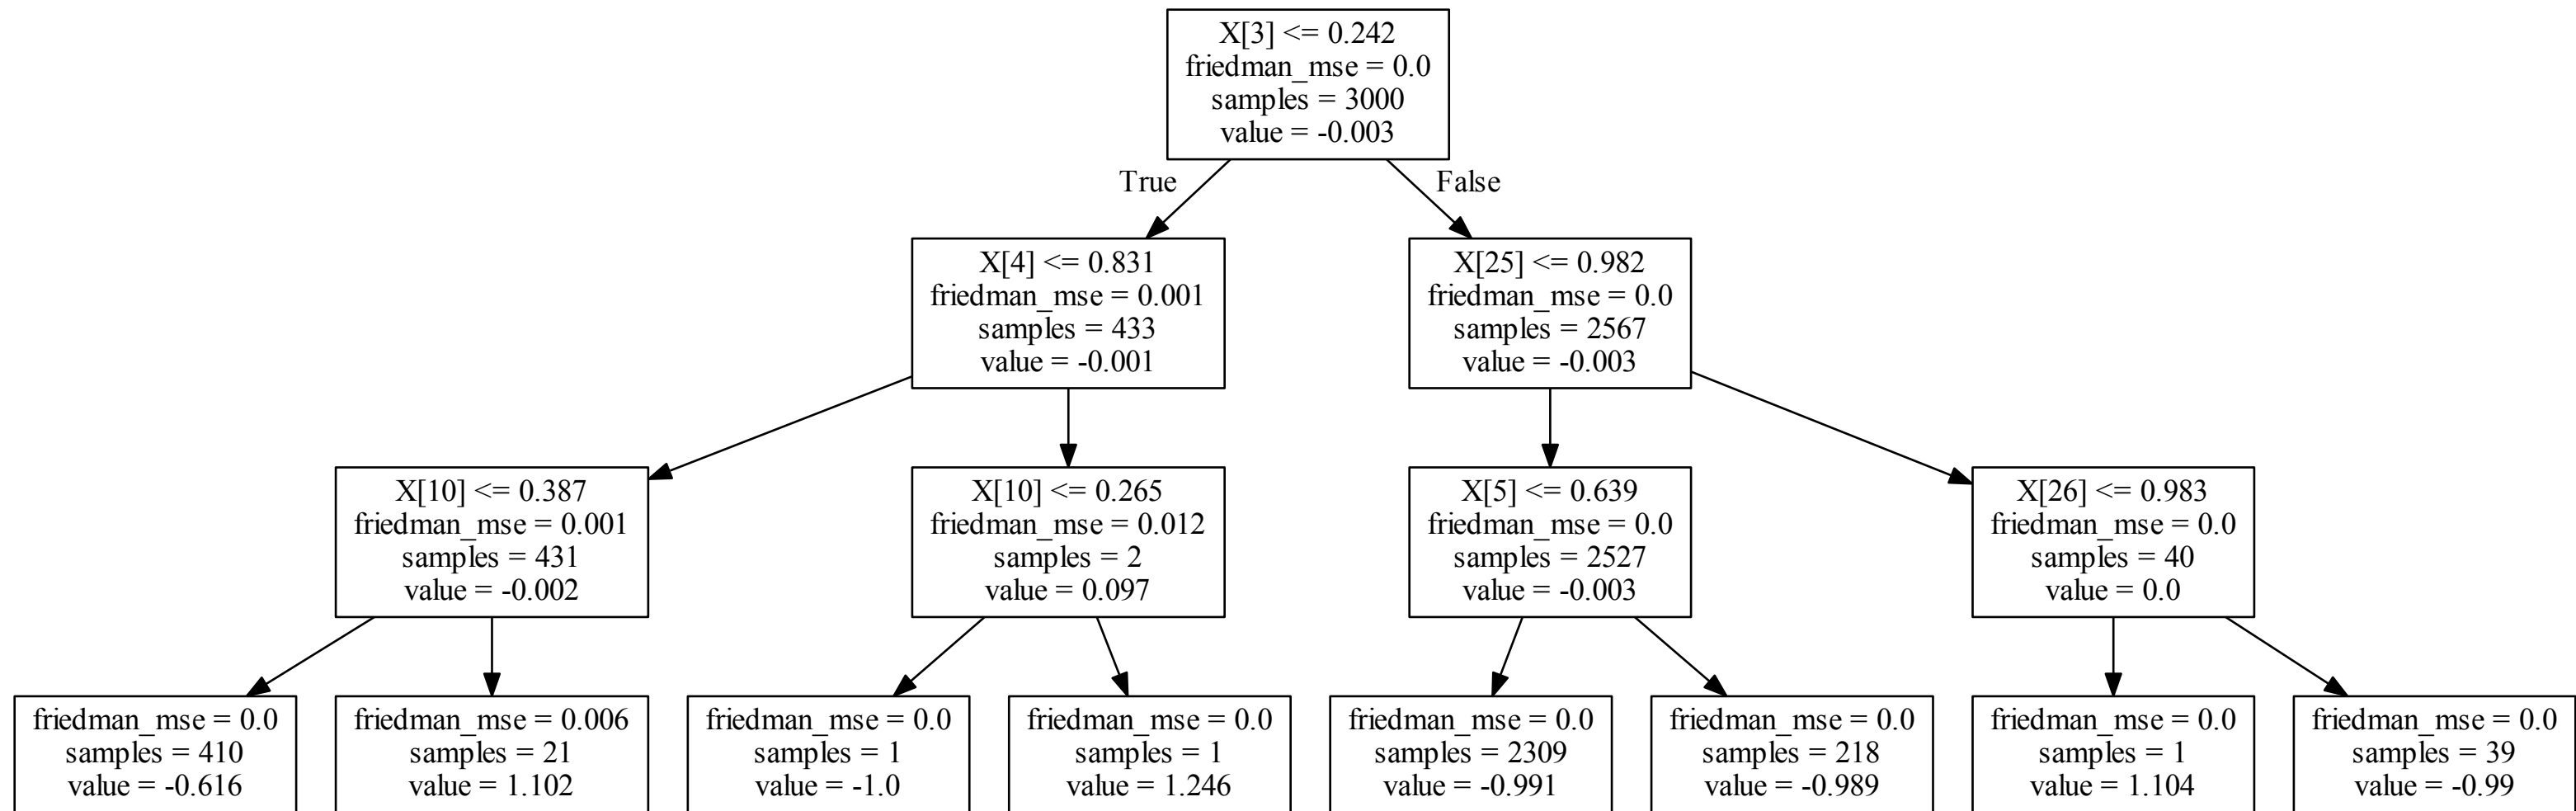 X[3] <= 0.242
friedman_mse = 0.0
samples = 3000
value = -0.003
True
False
X[4] <= 0.831
friedman_mse = 0.001
samples = 433
value = -0.001
X[25] <= 0.982
friedman_mse = 0.0
samples = 2567
value = -0.003
X[10] <= 0.387
friedman_mse = 0.001
samples = 431
value = -0.002
X[10] <= 0.265
friedman_mse = 0.012
samples = 2
value = 0.097
X[5] <= 0.639
friedman_mse = 0.0
samples = 2527
value = -0.003
X[26] <= 0.983
friedman_mse = 0.0
samples = 40
value = 0.0
friedman_mse = 0.0
samples = 410
value = -0.616
friedman_mse = 0.006
samples = 21
value = 1.102
friedman_mse = 0.0
samples = 1
value = -1.0
friedman_mse = 0.0
samples = 1
value = 1.246
friedman_mse = 0.0
samples = 2309
value = -0.991
friedman_mse = 0.0
samples = 218
value = -0.989
friedman_mse = 0.0
samples = 1
value = 1.104
friedman_mse = 0.0
samples = 39
value = -0.99